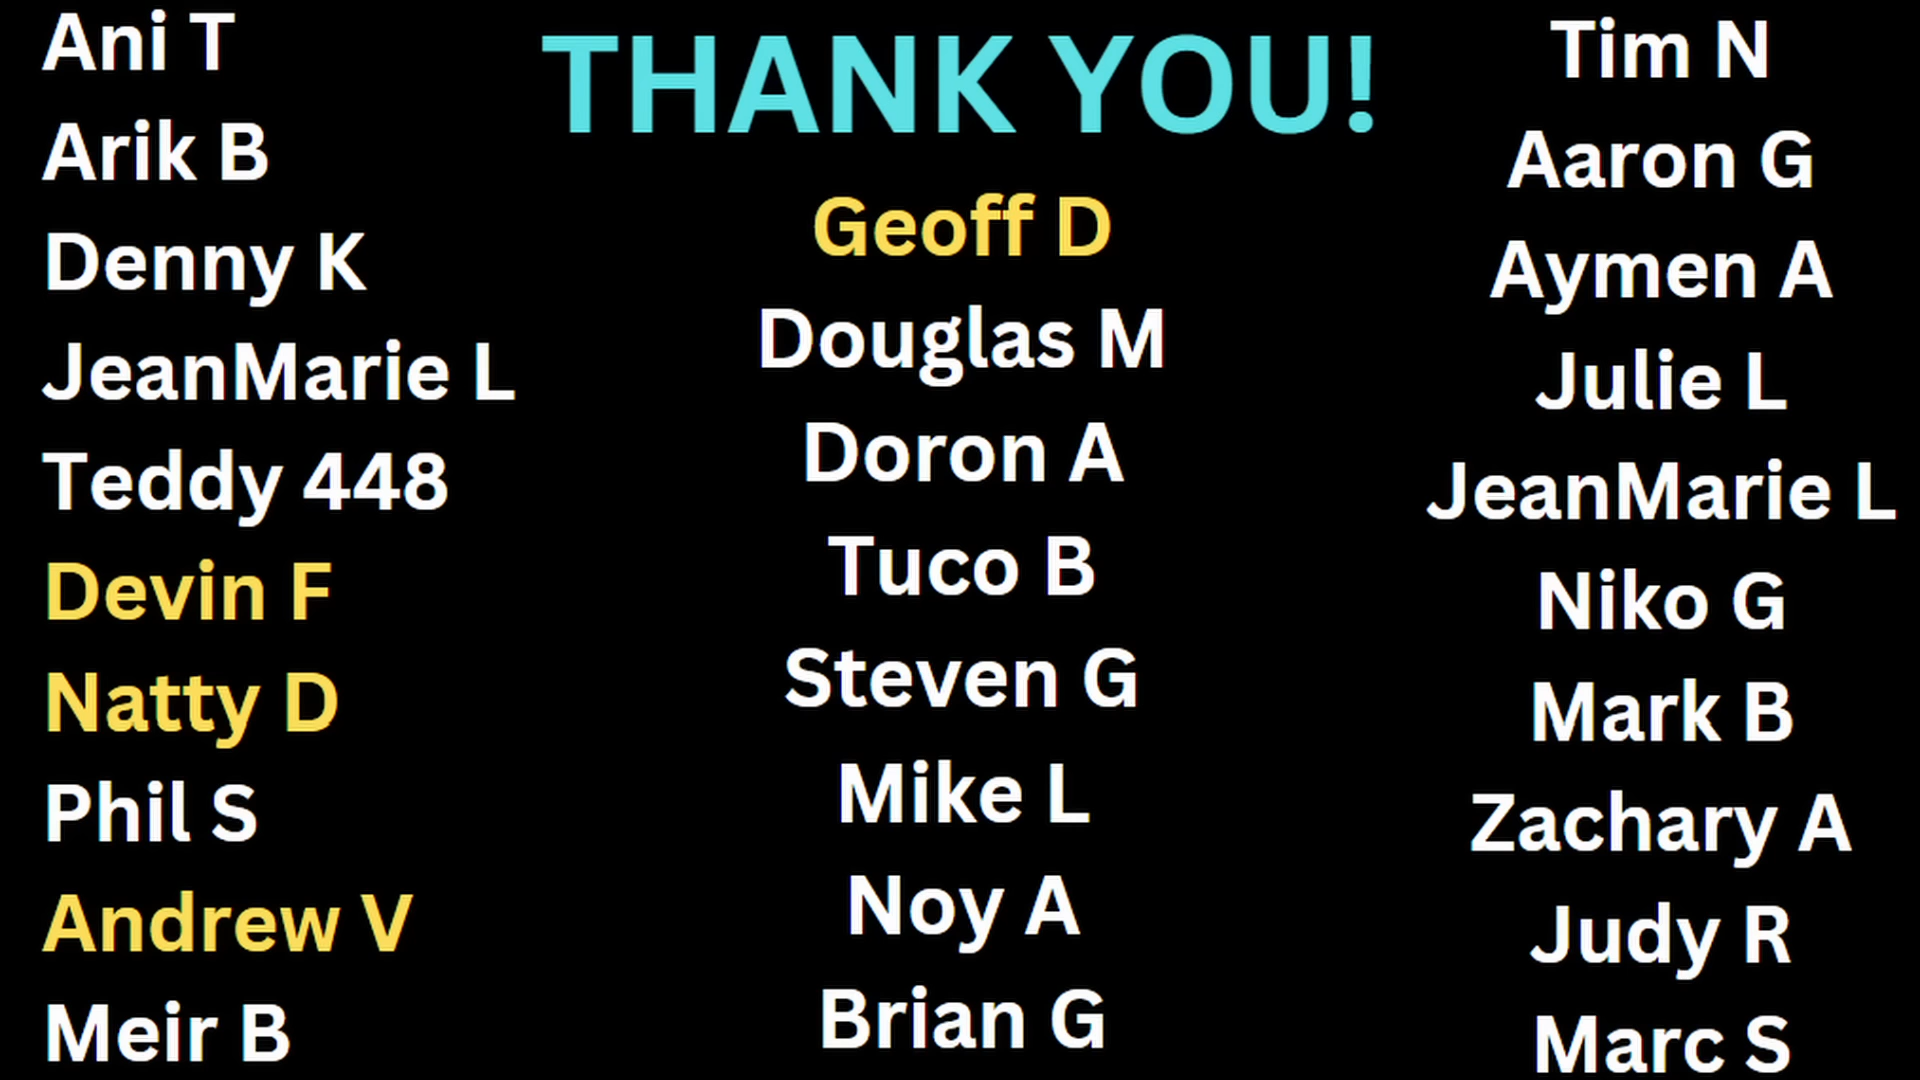 THANK YOU!
Ani T
Arik B
Denny K
JeanMarie L
Teddy 448
Devin F
Natty D
Phil S
Andrew V
Meir B
Geoff D
Douglas M
Doron A
Tuco B
Steven G
Mike L
Noy A
Brian G
Tim N
Aaron G
Aymen A
Julie L
JeanMarie L
Niko G
Mark B
Zachary A
Judy R
Marc S